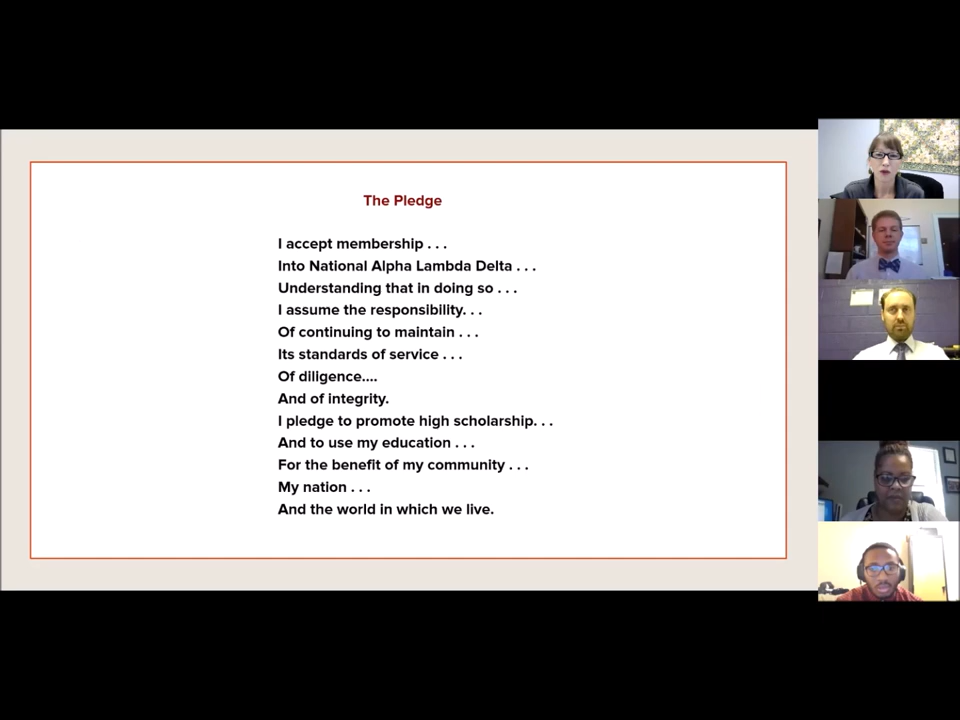 The Pledge
I accept membership . . .
Into National Alpha Lambda Delta . . .
Understanding that in doing so . . .
I assume the responsibility. . .
Of continuing to maintain . . .
Its standards of service . . .
Of diligence....
And of integrity.
I pledge to promote high scholarship. . .
And to use my education . . .
For the benefit of my community . . .
My nation . . .
And the world in which we live.